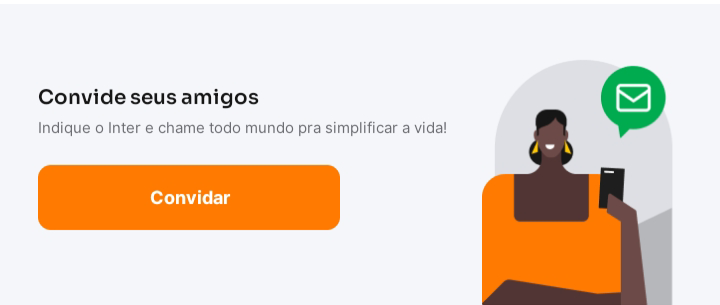 Convide seus amigos
Indique o Inter e chame todo mundo pra simplificar a vida!
Convidar